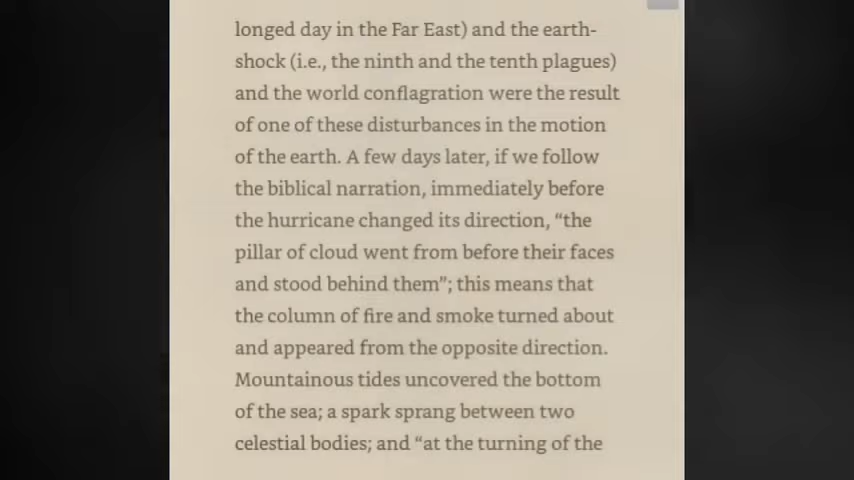 longed day in the Far East) and the earth-
shock (i.e., the ninth and the tenth plagues)
and the world conflagration were the result
of one of these disturbances in the motion
of the earth. A few days later, if we follow
the biblical narration, immediately before
the hurricane changed its direction, “the
pillar of cloud went from before their faces
and stood behind them”; this means that
the column of fire and smoke turned about
and appeared from the opposite direction.
Mountainous tides uncovered the bottom
of the sea; a spark sprang between two
celestial bodies; and “at the turning of the